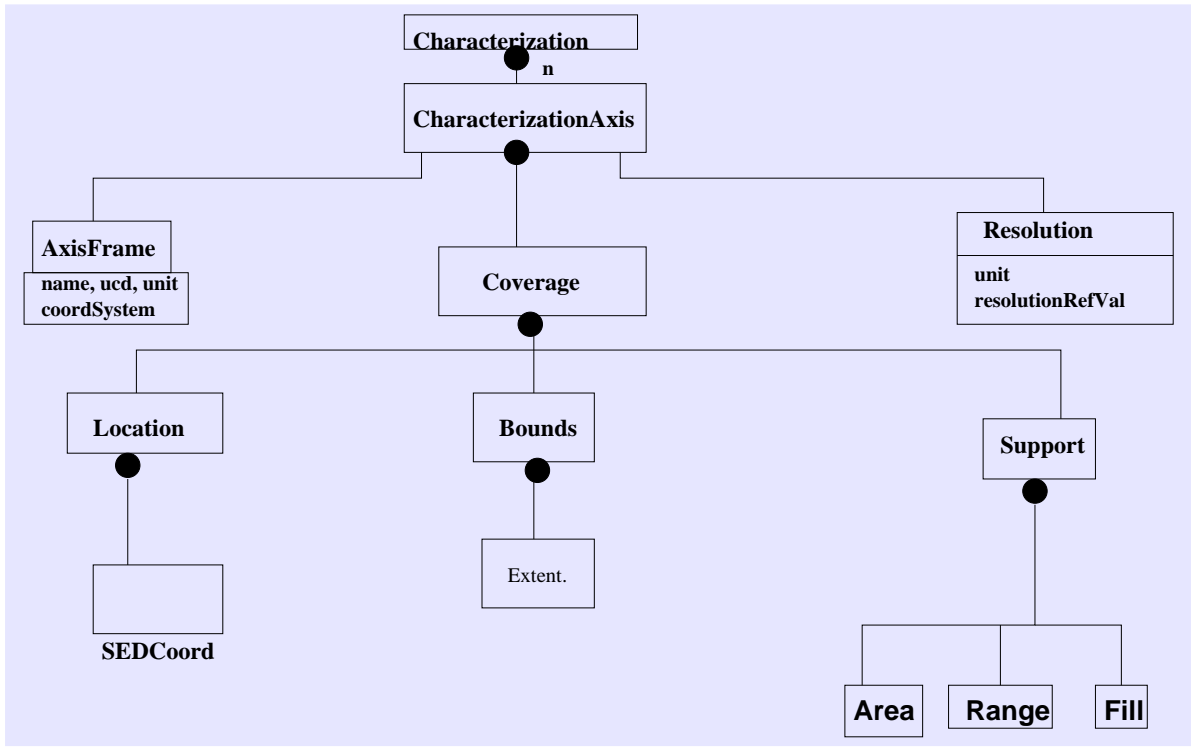 Characterization
n
CharacterizationAxis
AxisFrame
name, ucd, unit
coordSystem
Coverage
Resolution
unit
resolutionRefVal
Location
Bounds
Support
Extent.
SEDCoord
Area
Range
Fill